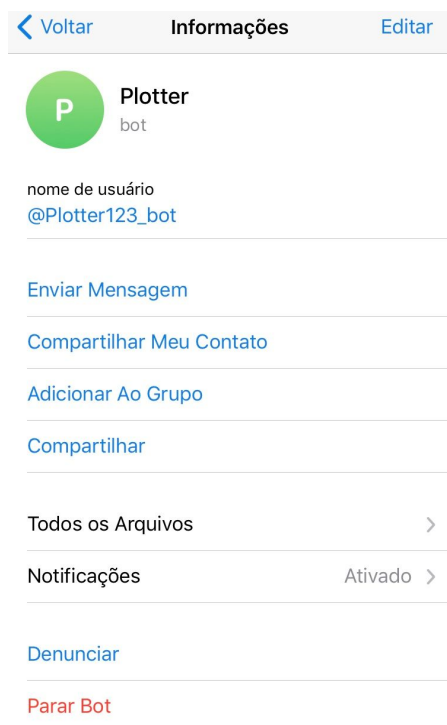 Voltar Informações Editar
P
Plotter
bot
nome de usuário
@Plotter123_bot
Enviar Mensagem
Compartilhar Meu Contato
Adicionar Ao Grupo
Compartilhar
Todos os Arquivos
Notificações Ativado
Denunciar
Parar Bot